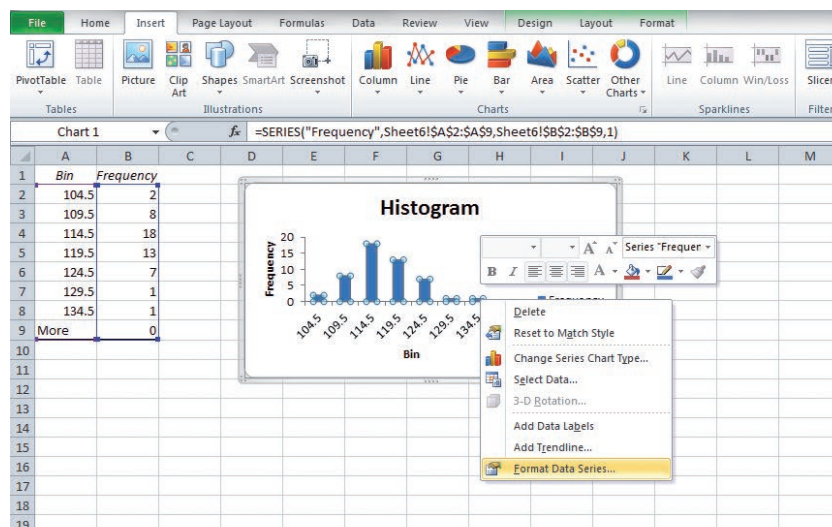 File Home Insert Page Layout Formulas Data Review View Design Layout Format
PivotTable Table Picture Clip Art Shapes SmartArt Screenshot Column Line Pie Bar Area Scatter Other Charts Line Column Win/Loss Slicer
Tables Illustrations Charts Sparklines Filter
Chart 1 fx =SERIES("Frequency",Sheet6!$A$2:$A$9,Sheet6!$B$2:$B$9,1)
A B C D E F G H I J K L M
1 Bin Frequency
2 104.5 2
3 109.5 8
4 114.5 18
5 119.5 13
6 124.5 7
7 129.5 1
8 134.5 1
9 More 0
10
11
12
13
14
15
16
17
18
19
Histogram
Frequency
20
15
10
5
0
104.5 109.5 114.5 119.5 124.5 129.5 134.5
Bin
Frequency
A A Series "Frequen
B I A
Delete
Reset to Match Style
Change Series Chart Type...
Select Data...
3-D Rotation...
Add Data Labels
Add Trendline...
Format Data Series...